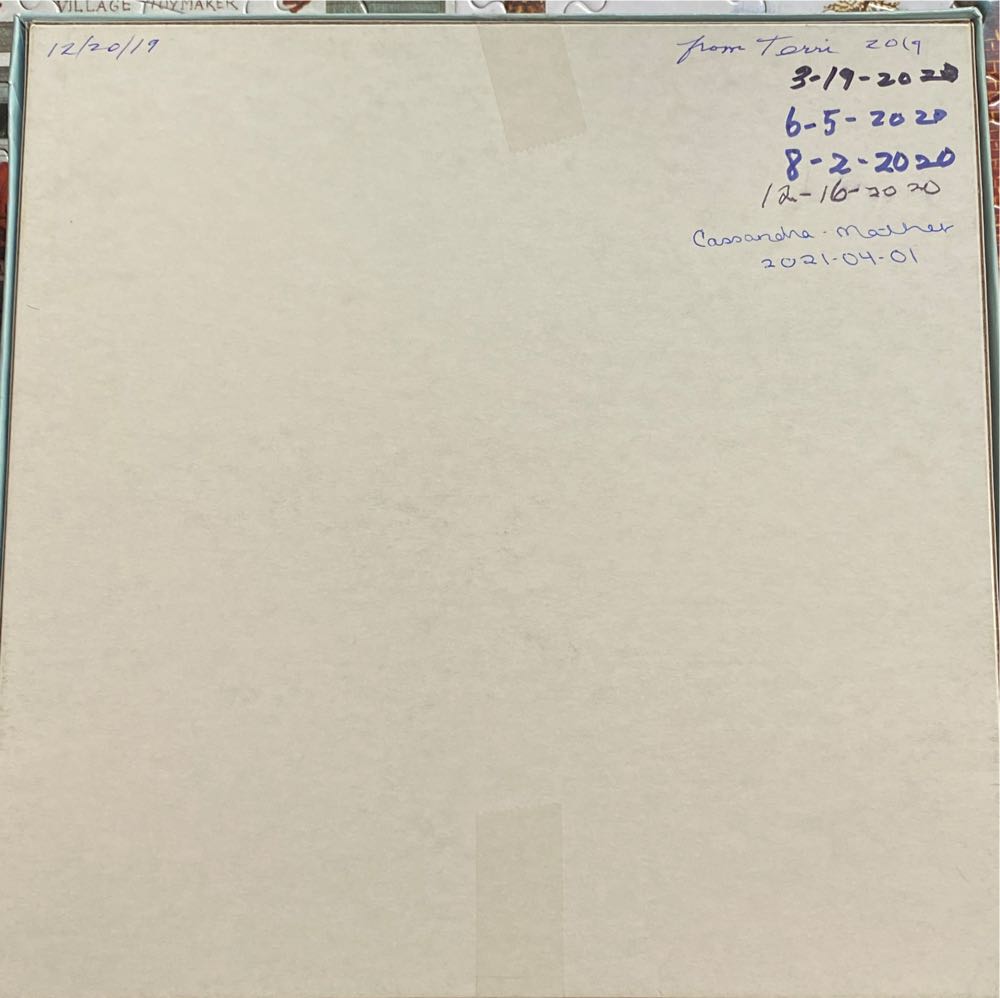 VILLAGE TOYMAKER
12/20/19
from Terri 2019
3-19-2020
6-5-2020
8-2-2020
12-16-2020
Cassandra Mather
2021-04-01